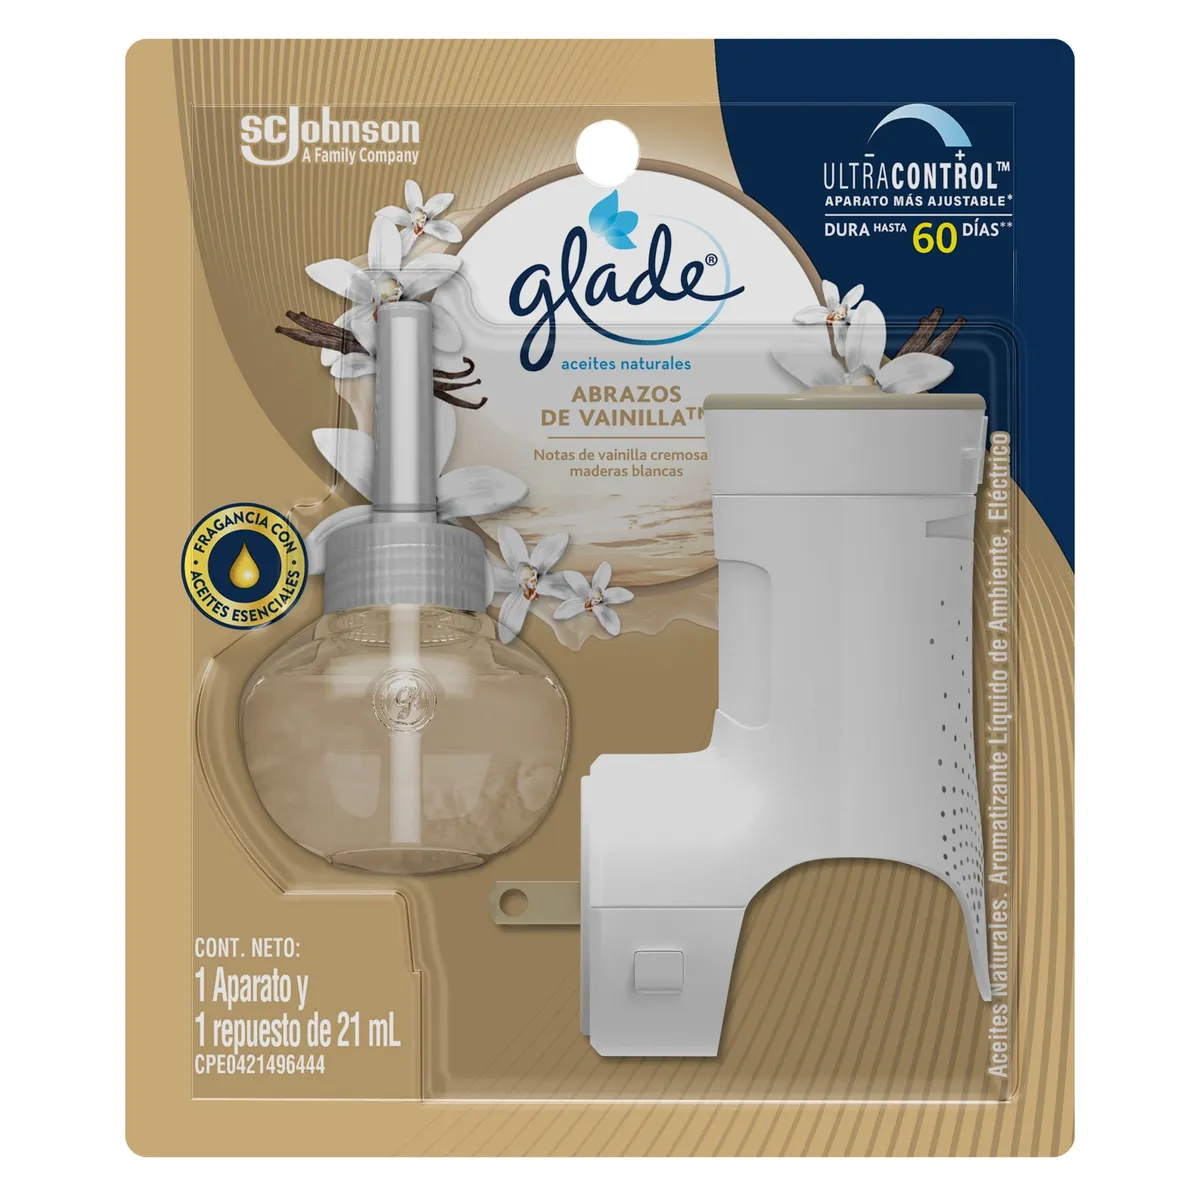 SCJohnson
A Family Company
ULTRACONTROL™
APARATO MÁS AJUSTABLE*
DURA HASTA 60 DÍAS**
glade®
aceites naturales
ABRAZOS
DE VAINILLA™
Notas de vainilla cremosa
maderas blancas
FRAGANCIA CON
ACEITES ESENCIALES
CONT. NETO:
1 Aparato y
1 repuesto de 21 mL
CPE0421496444
Aceites Naturales. Aromatizante Líquido de Ambiente, Eléctrico